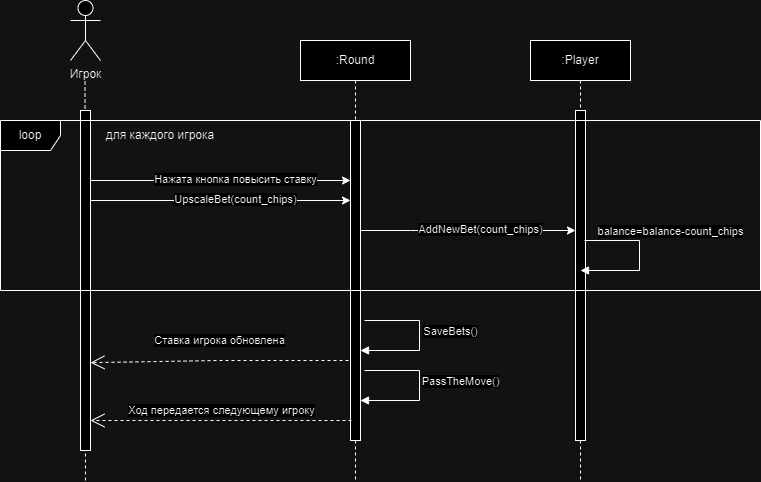 Игрок
:Round
:Player
loop
для каждого игрока
Нажата кнопка повысить ставку
UpscaleBet(count_chips)
AddNewBet(count_chips)
balance=balance-count_chips
SaveBets()
Ставка игрока обновлена
PassTheMove()
Ход передается следующему игроку